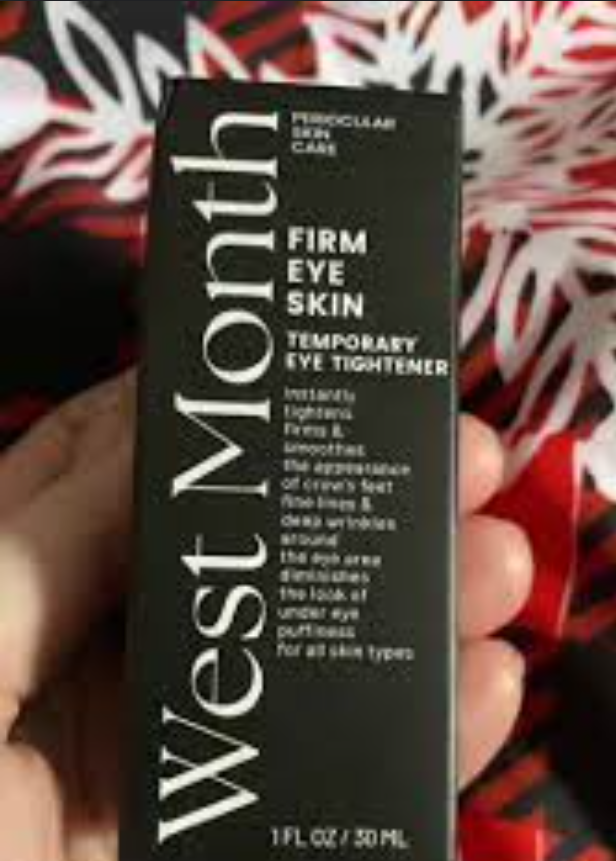 West Month
PERIOCULAR
SKIN
CARE
FIRM
EYE
SKIN
TEMPORARY
EYE TIGHTENER
instantly
tightens
firms &
smoothes
the appearance
of crow's feet
fine lines &
deep wrinkles
around
the eye area
diminishes
the look of
under eye
puffiness
for all skin types
1 FL OZ / 30 ML